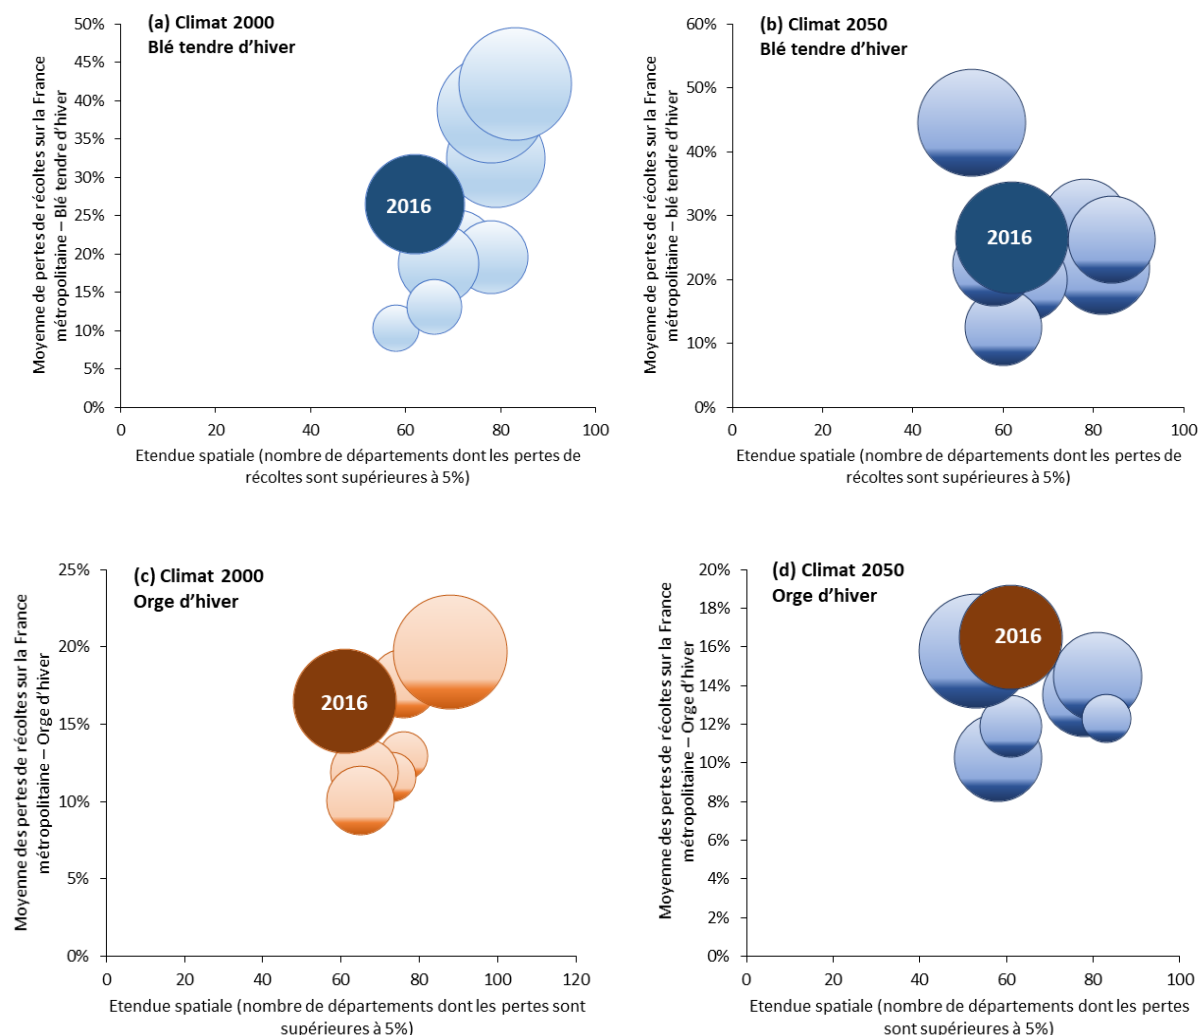 (a) Climat 2000
Blé tendre d’hiver
Moyenne de pertes de récoltes sur la France
métropolitaine – Blé tendre d’hiver
50%
45%
40%
35%
30%
25%
20%
15%
10%
5%
0%
2016
0 20 40 60 80 100
Etendue spatiale (nombre de départements dont les pertes de
récoltes sont supérieures à 5%)
(b) Climat 2050
Blé tendre d’hiver
Moyenne de pertes de récoltes sur la France
métropolitaine – blé tendre d’hiver
60%
50%
40%
30%
20%
10%
0%
2016
0 20 40 60 80 100
Etendue spatiale (nombre de départements dont les pertes de
récoltes sont supérieures à 5%)
(c) Climat 2000
Orge d’hiver
Moyenne des pertes de récoltes sur la France
métropolitaine – Orge d’hiver
25%
20%
15%
10%
5%
0%
2016
0 20 40 60 80 100 120
Etendue spatiale (nombre de départements dont les pertes sont
supérieures à 5%)
(d) Climat 2050
Orge d’hiver
Moyenne des pertes de récoltes sur la France
métropolitaine – Orge d’hiver
20%
18%
16%
14%
12%
10%
8%
6%
4%
2%
0%
2016
0 20 40 60 80 100
Etendue spatiale (nombre de départements dont les pertes
sont supérieures à 5%)